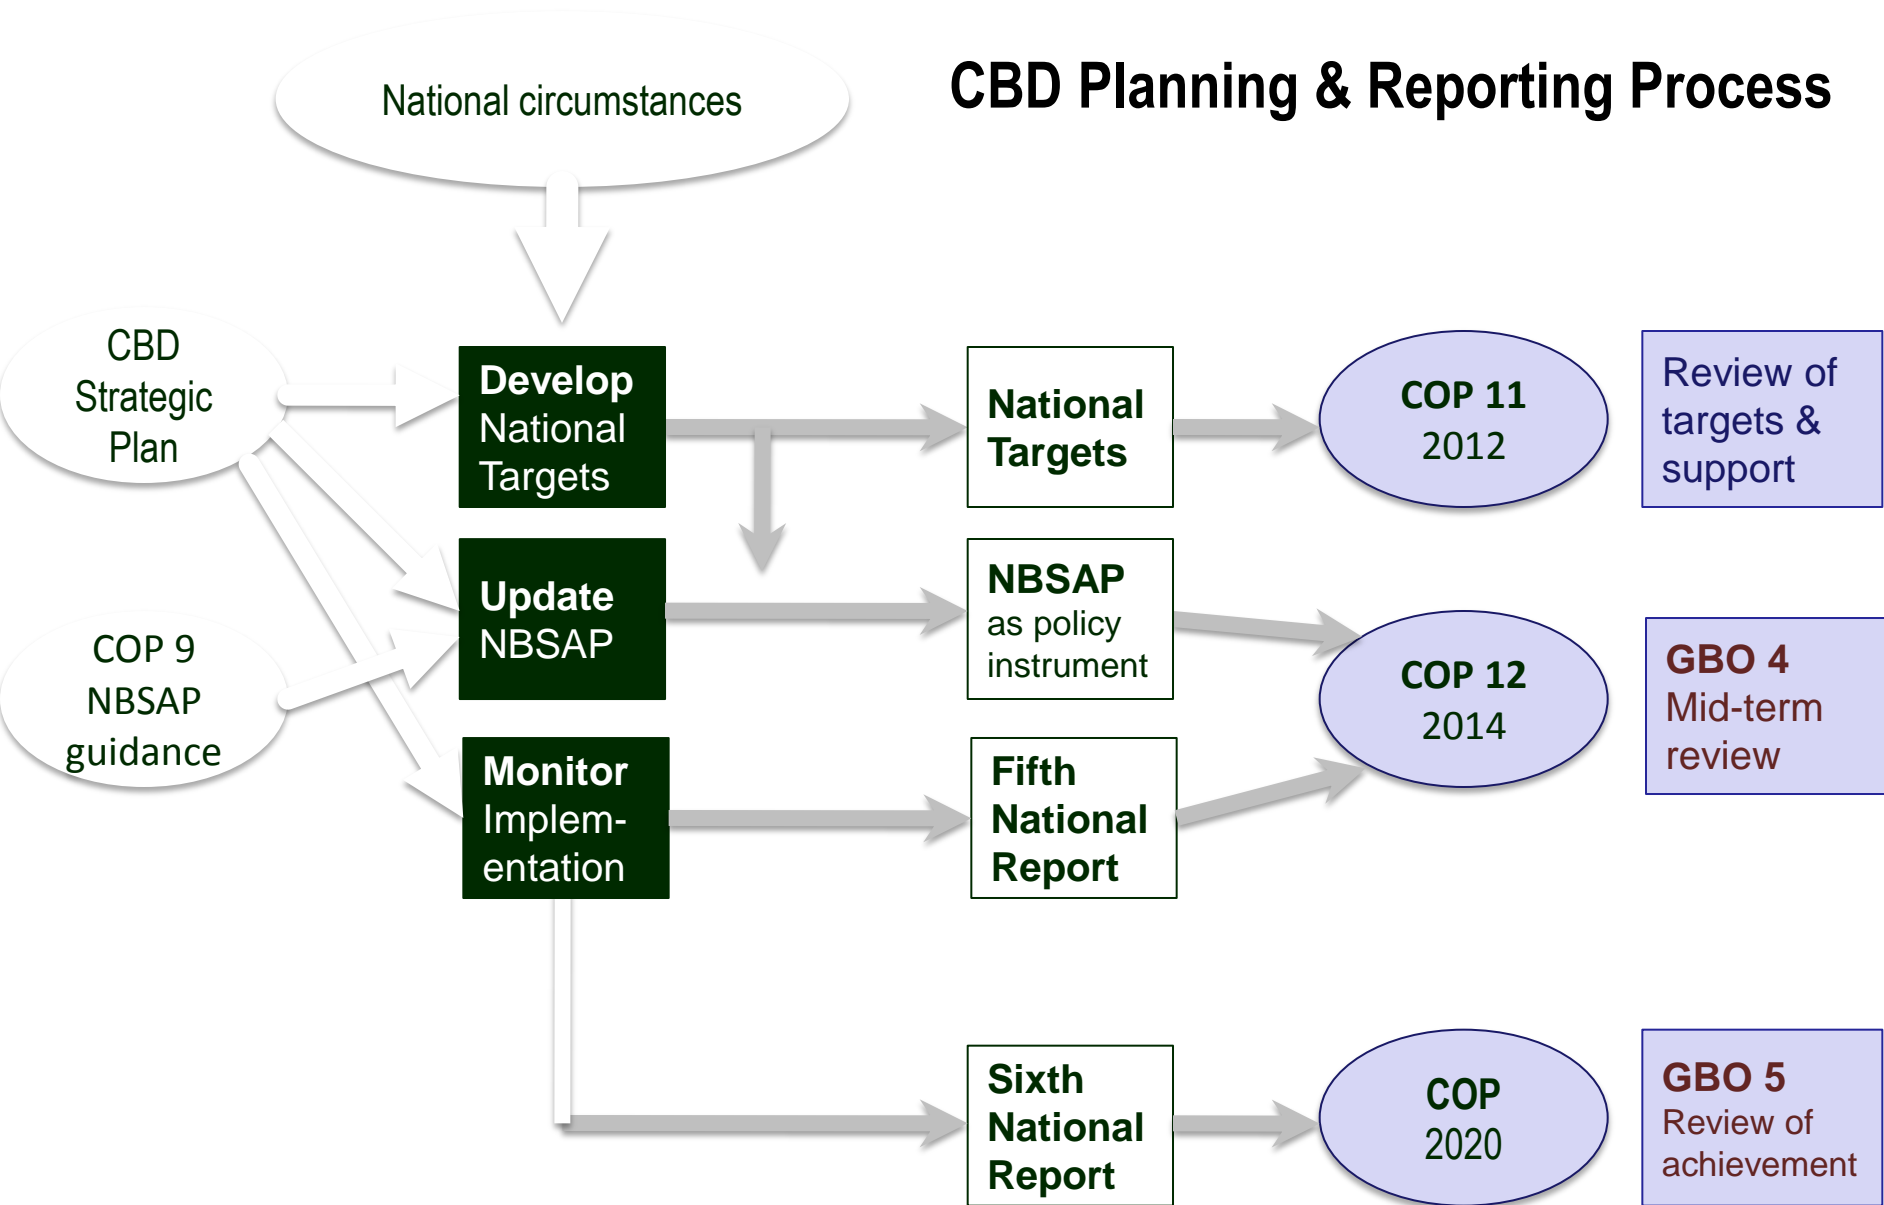 CBD Planning & Reporting Process
National circumstances
CBD
Strategic
Plan
Develop
National
Targets
National
Targets
COP 11
2012
Review of
targets &
support
COP 9
NBSAP
guidance
Update
NBSAP
NBSAP
as policy
instrument
COP 12
2014
GBO 4
Mid-term
review
Monitor
Implem-
entation
Fifth
National
Report
Sixth
National
Report
COP
2020
GBO 5
Review of
achievement